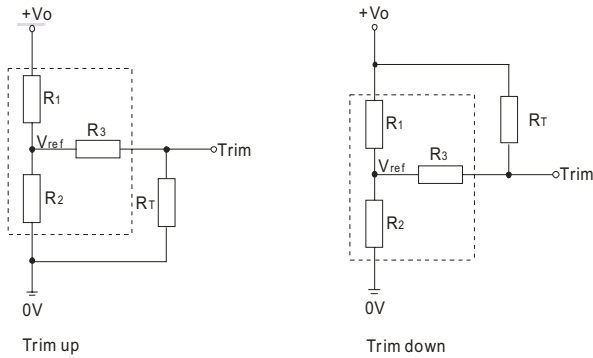 +Vo
R1
Vref
R3
Trim
R2
RT
0V
Trim up
+Vo
R1
RT
R3
Vref
Trim
R2
0V
Trim down